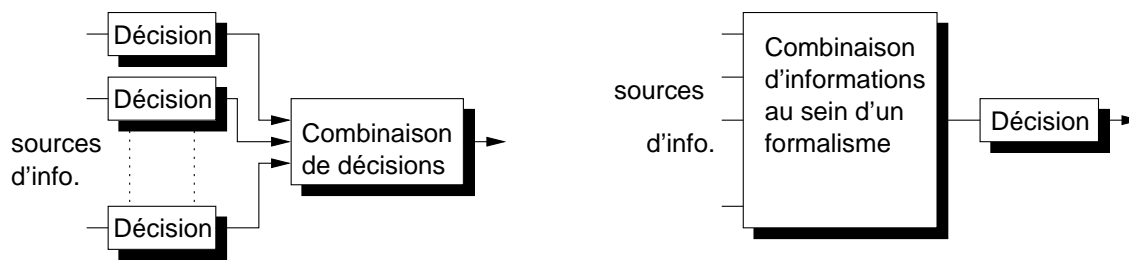 Décision
Décision
sources
d’info.
Décision
Combinaison
de décisions
sources
d’info.
Combinaison
d’informations
au sein d’un
formalisme
Décision